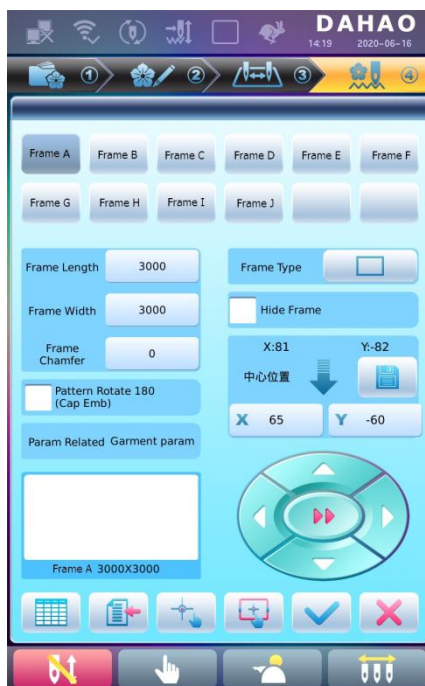 DAHAO
14:19 2020-06-16
① ② ③ ④
Frame A Frame B Frame C Frame D Frame E Frame F
Frame G Frame H Frame I Frame J
Frame Length 3000
Frame Width 3000
Frame
Chamfer 0
Pattern Rotate 180
(Cap Emb)
Param Related Garment param
Frame A 3000X3000
Frame Type
Hide Frame
X:81 Y:-82
中心位置
X 65 Y -60